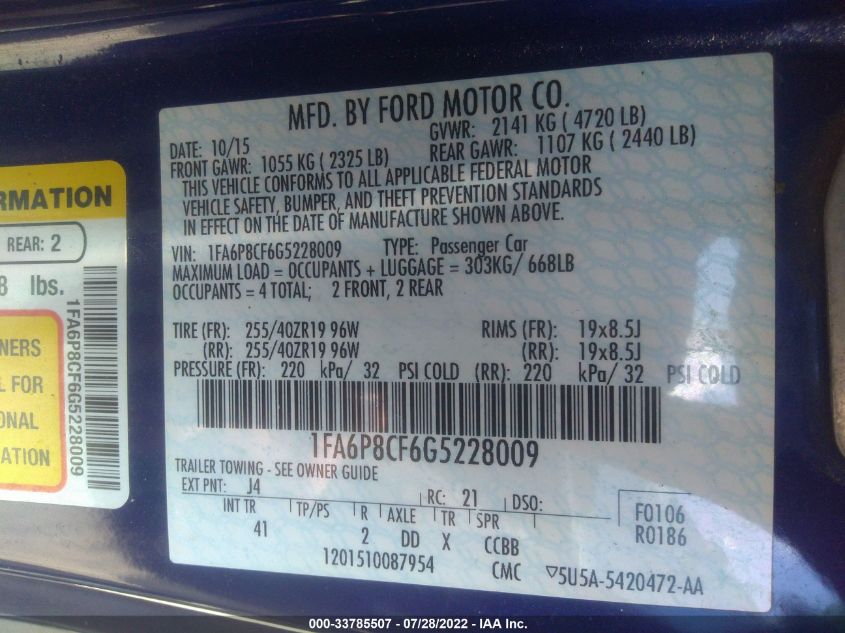 MFD. BY FORD MOTOR CO.
DATE: 10/15
GVWR: 2141 KG ( 4720 LB)
FRONT GAWR: 1055 KG ( 2325 LB)
REAR GAWR: 1107 KG ( 2440 LB)
THIS VEHICLE CONFORMS TO ALL APPLICABLE FEDERAL MOTOR
VEHICLE SAFETY, BUMPER, AND THEFT PREVENTION STANDARDS
IN EFFECT ON THE DATE OF MANUFACTURE SHOWN ABOVE.
VIN: 1FA6P8CF6G5228009 TYPE: Passenger Car
MAXIMUM LOAD = OCCUPANTS + LUGGAGE = 303KG/ 668LB
OCCUPANTS = 4 TOTAL; 2 FRONT, 2 REAR
TIRE (FR): 255/40ZR19 96W RIMS (FR): 19x8.5J
(RR): 255/40ZR19 96W (RR): 19x8.5J
PRESSURE (FR): 220 kPa/ 32 PSI COLD (RR): 220 kPa/ 32 PSI COLD
1FA6P8CF6G5228009
TRAILER TOWING - SEE OWNER GUIDE
EXT PNT: J4 RC: 21 DSO:
INT TR TP/PS R AXLE TR SPR
41 2 DD X CCBB
F0106
R0186
1201510087954 CMC ▽5U5A-5420472-AA
RMATION
REAR: 2
8 lbs.
1FA6P8CF6G5228009
NERS
L FOR
ONAL
ATION
000-33785507 - 07/28/2022 - IAA Inc.